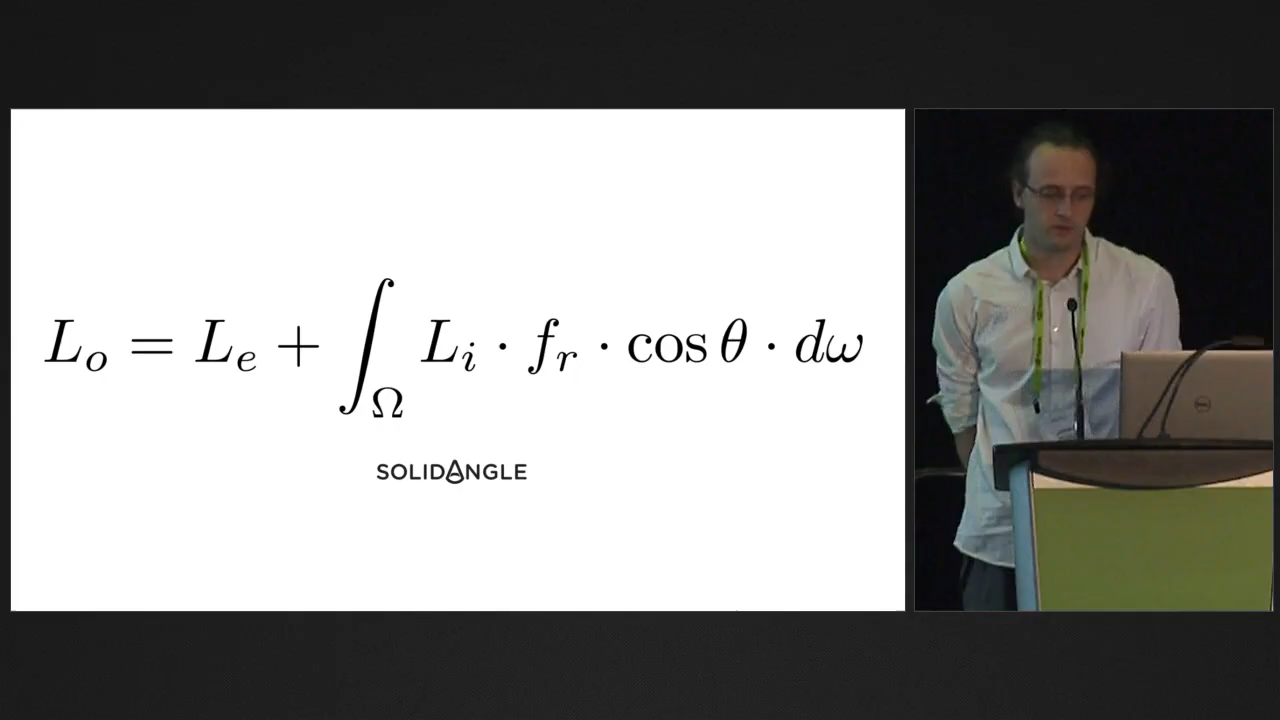 L_o = L_e + ∫_Ω L_i · f_r · cos θ · dω
SOLIDANGLE